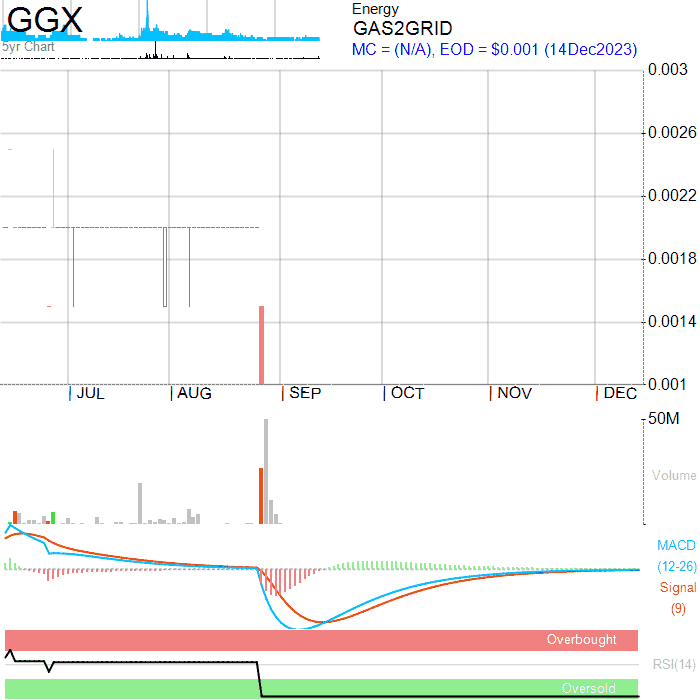 GGX
5yr Chart
Energy
GAS2GRID
MC = (N/A), EOD = $0.001 (14Dec2023)
0.003
0.0026
0.0022
0.0018
0.0014
0.001
JUL AUG SEP OCT NOV DEC
50M
Volume
MACD
(12-26)
Signal
(9)
Overbought
RSI(14)
Oversold